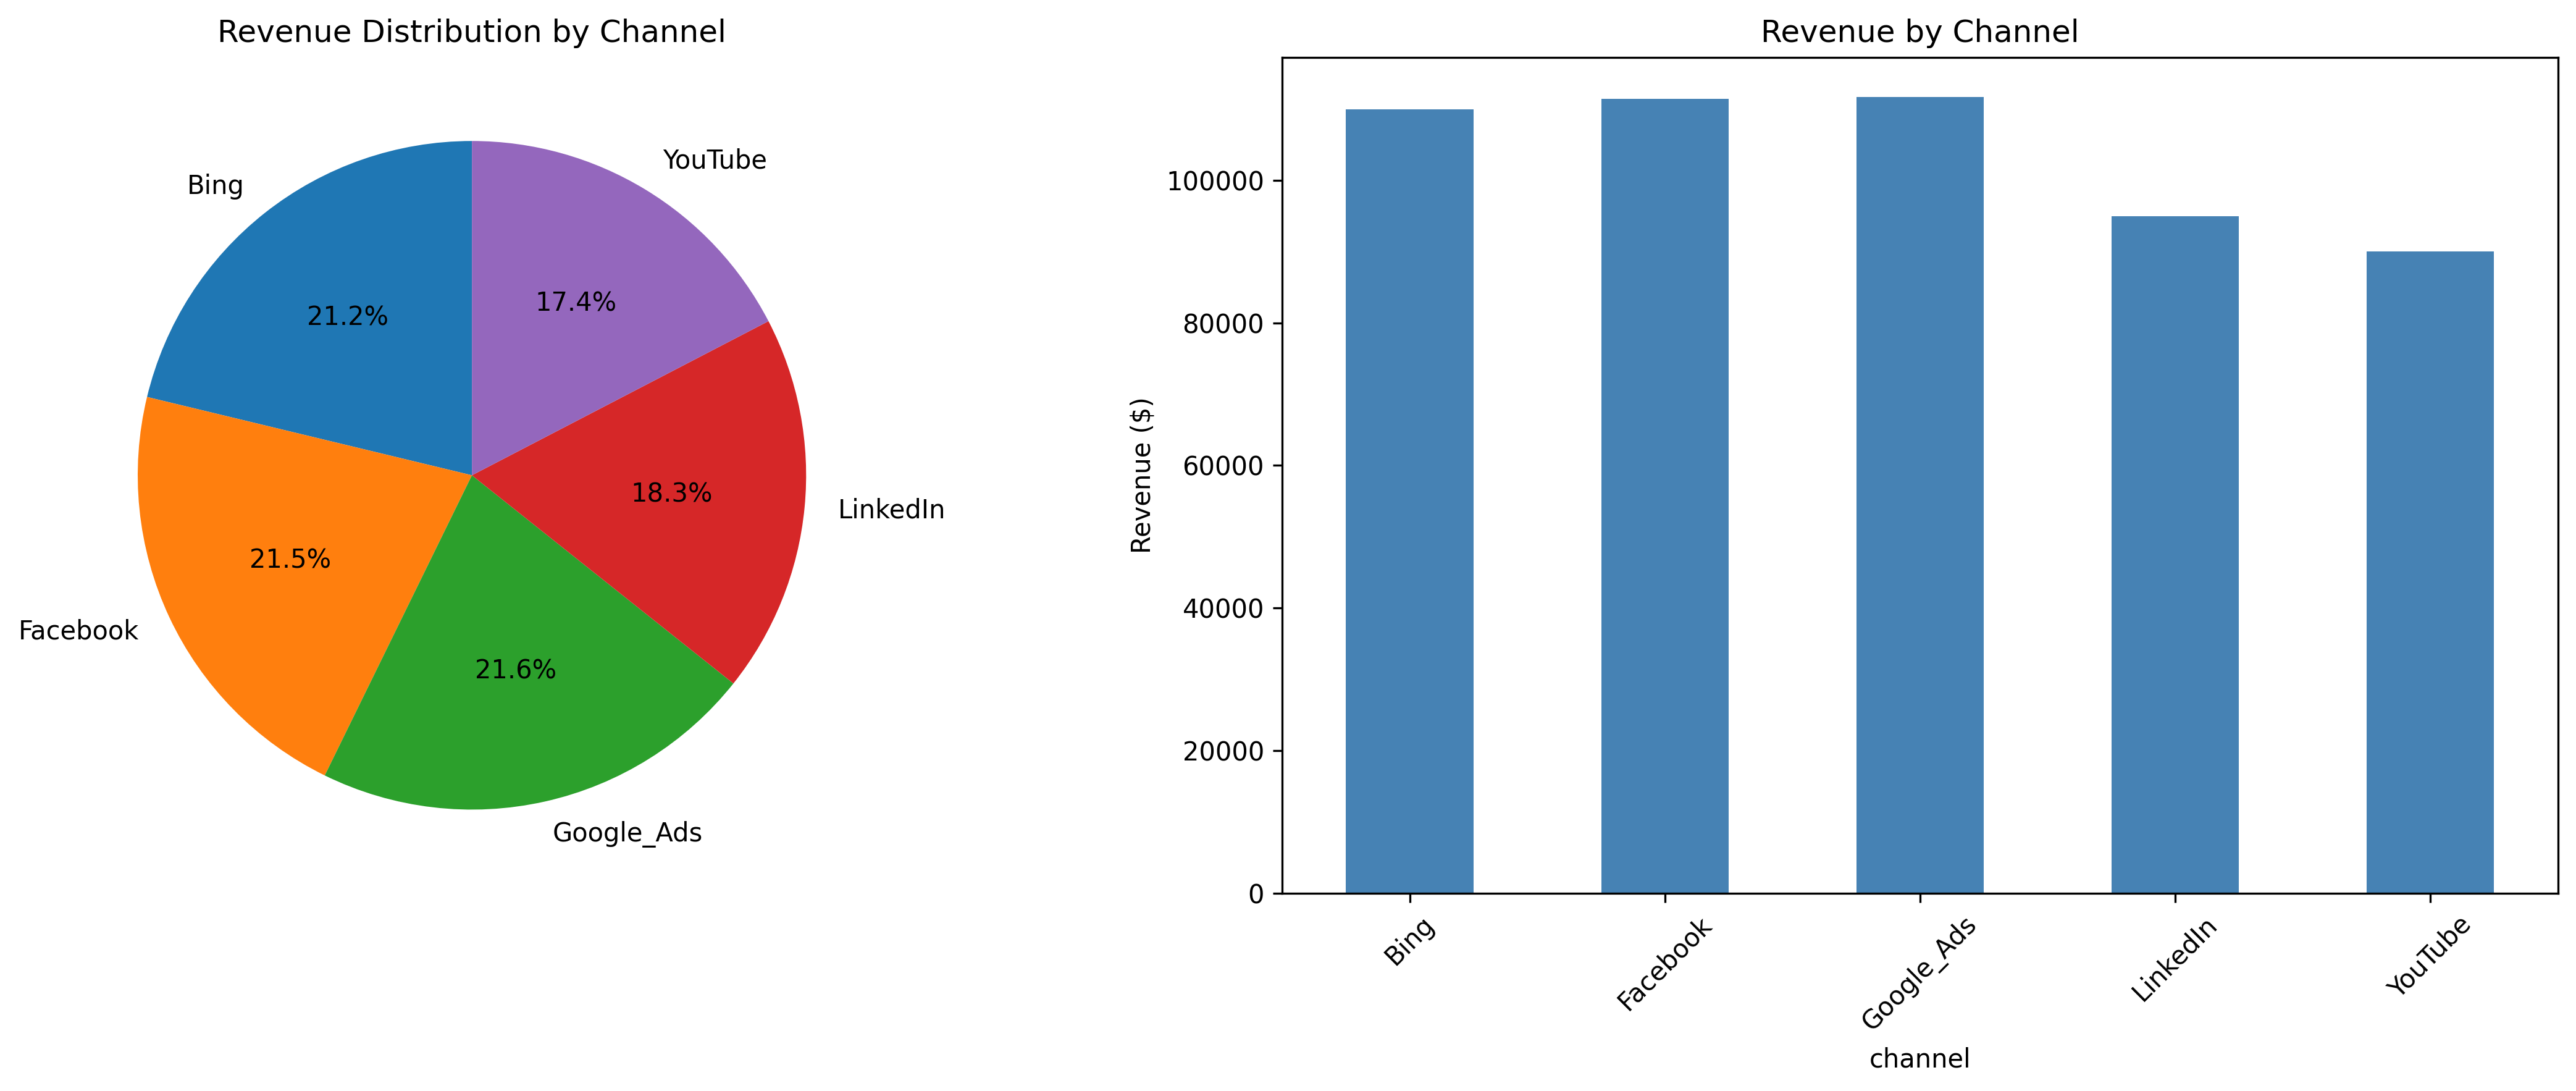 Revenue Distribution by Channel
Bing
YouTube
21.2%
17.4%
LinkedIn
18.3%
Facebook
21.5%
Google_Ads
21.6%
Revenue by Channel
Revenue ($)
100000
80000
60000
40000
20000
0
Bing
Facebook
Google_Ads
LinkedIn
YouTube
channel